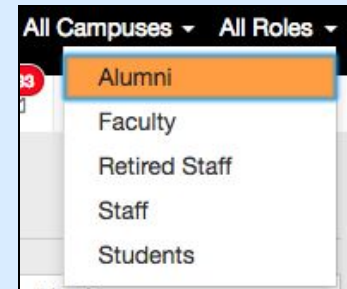 All Campuses All Roles
Alumni
Faculty
Retired Staff
Staff
Students